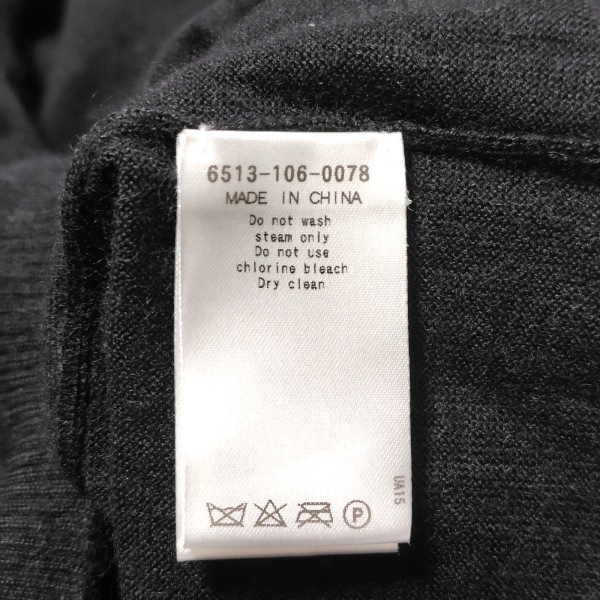 6513-106-0078
MADE IN CHINA
Do not wash
steam only
Do not use
chlorine bleach
Dry clean
UA15
P